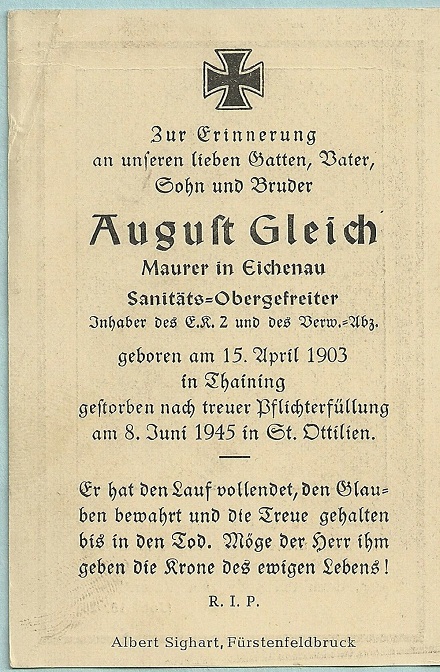 Zur Erinnerung
an unseren lieben Gatten, Vater,
Sohn und Bruder
August Gleich
Maurer in Eichenau
Sanitäts-Obergefreiter
Inhaber des E.K. 2 und des Verw.-Abz.
geboren am 15. April 1903
in Thaining
gestorben nach treuer Pflichterfüllung
am 8. Juni 1945 in St. Ottilien.
Er hat den Lauf vollendet, den Glau-
ben bewahrt und die Treue gehalten
bis in den Tod. Möge der Herr ihm
geben die Krone des ewigen Lebens!
R. I. P.
Albert Sighart, Fürstenfeldbruck